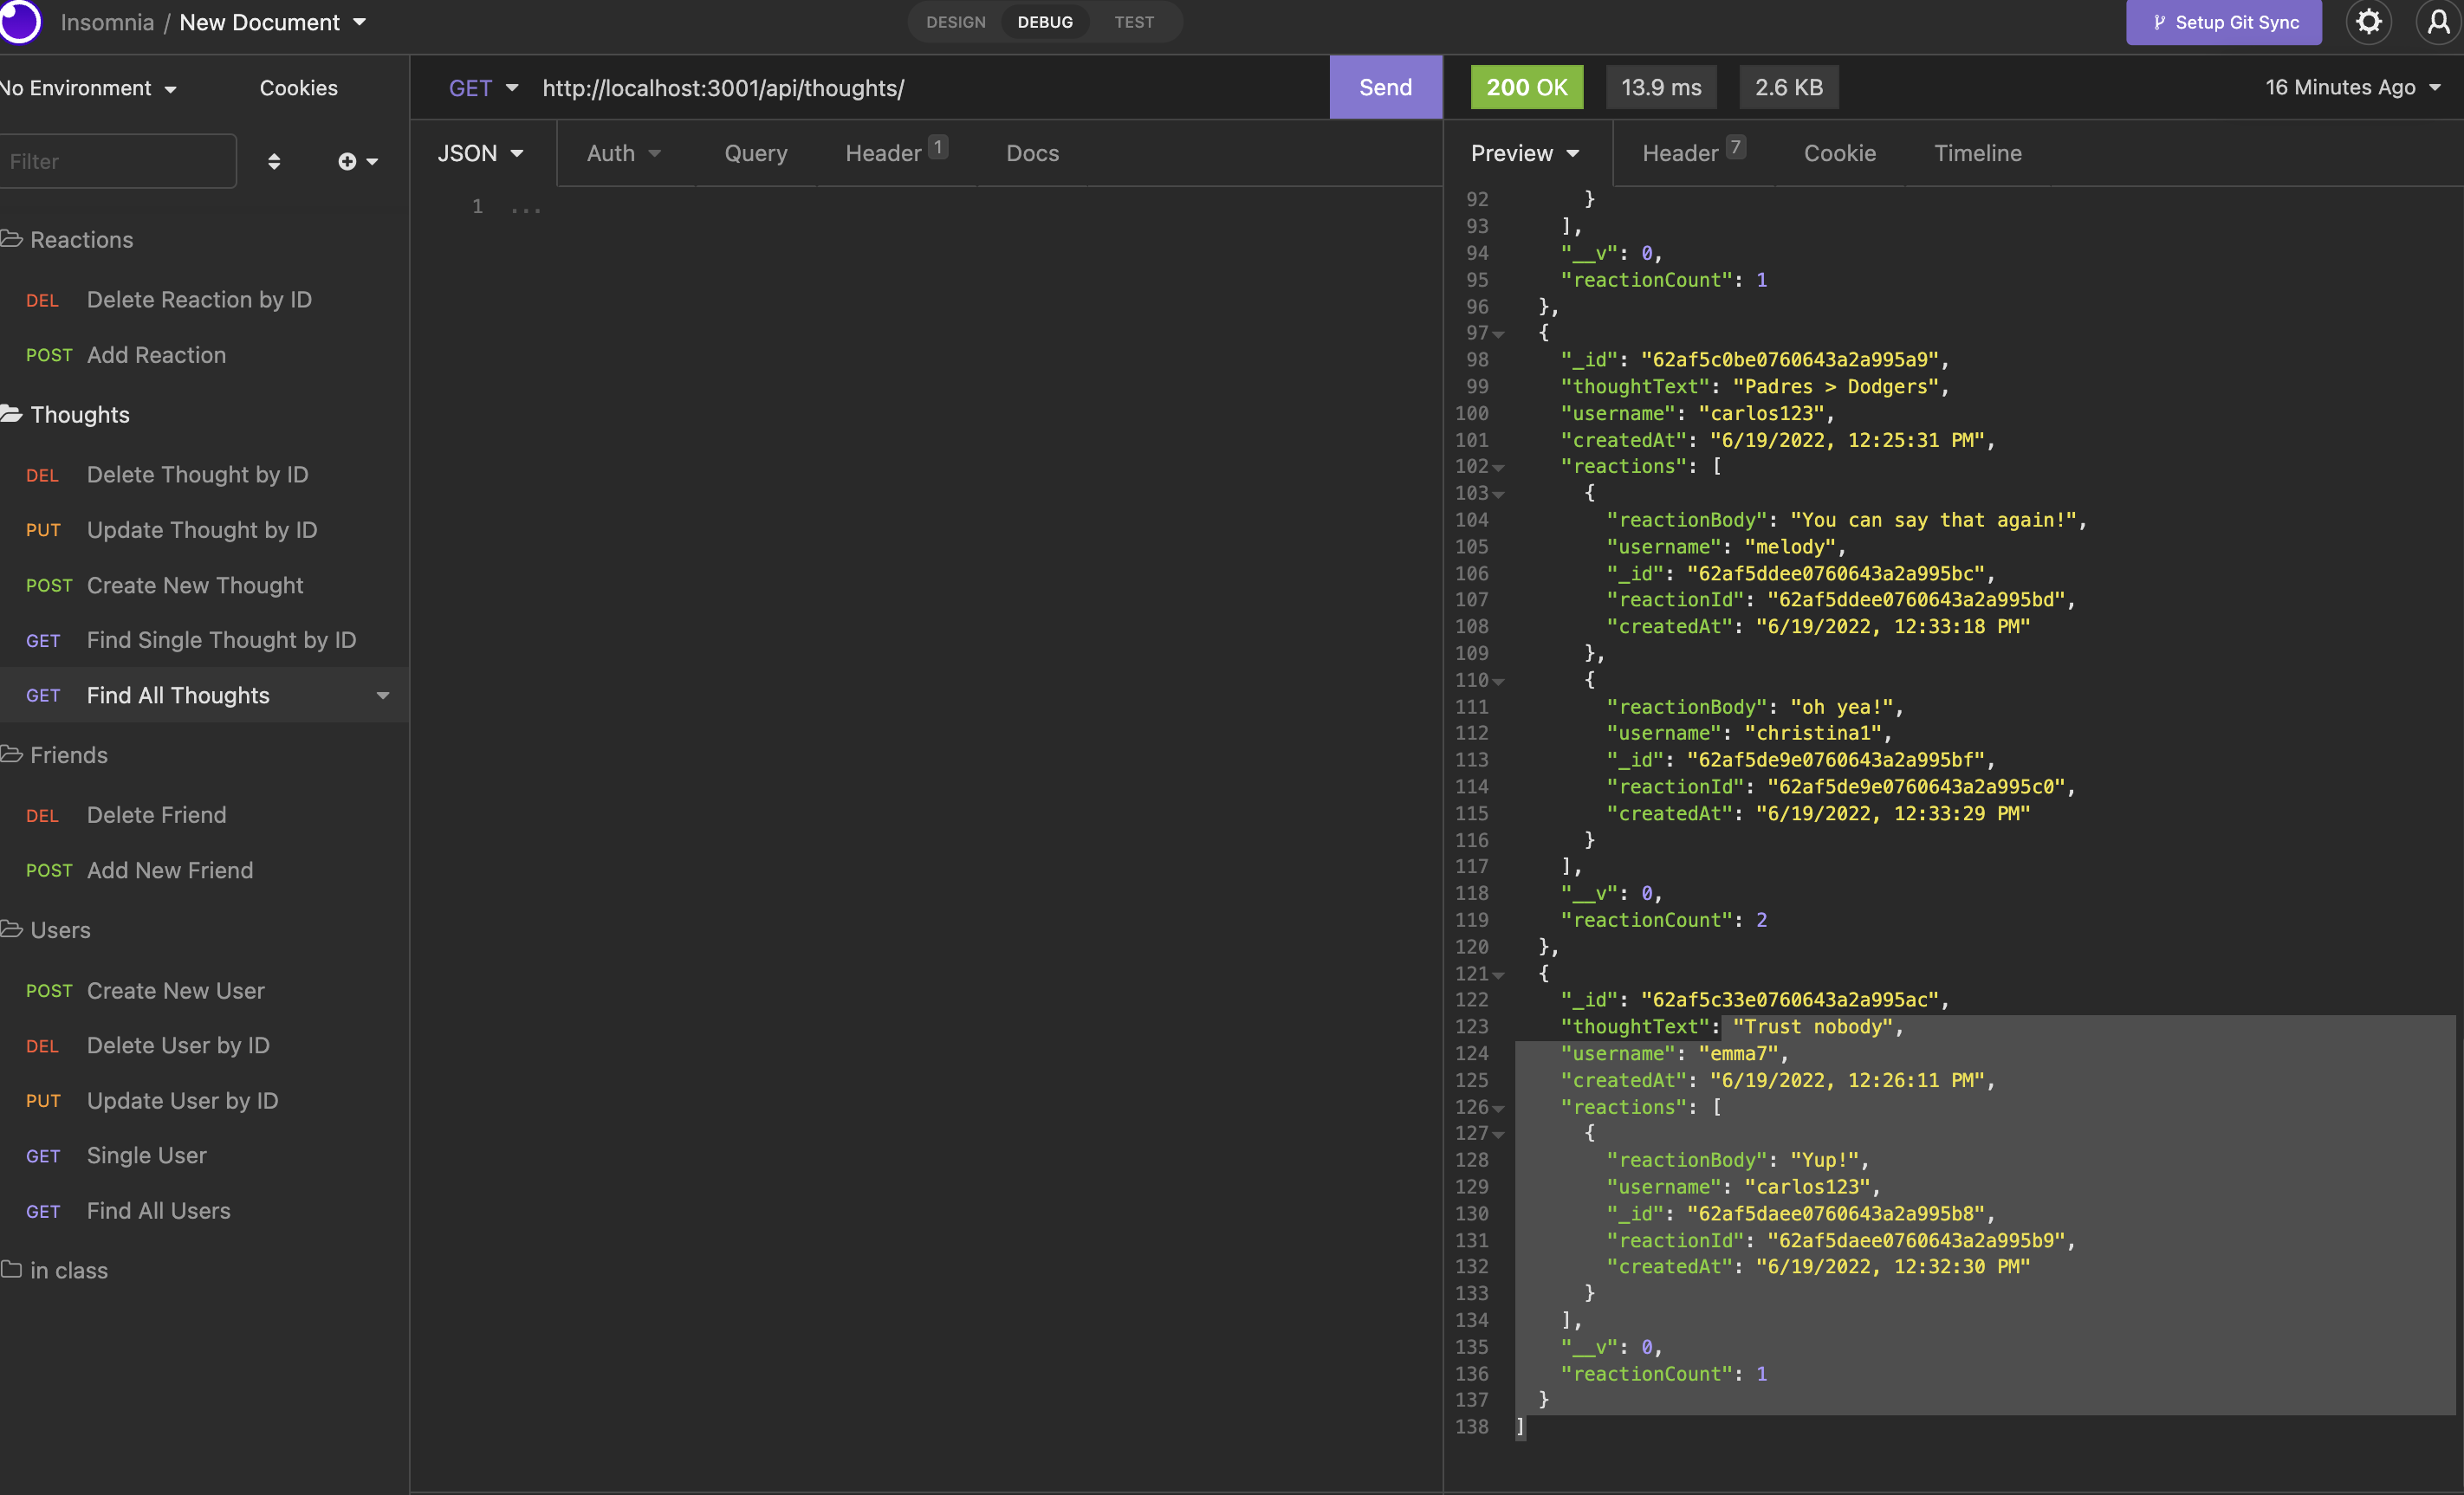 Insomnia / New Document
DESIGN DEBUG TEST
Setup Git Sync
No Environment
Cookies
GET http://localhost:3001/api/thoughts/
Send
200 OK
13.9 ms
2.6 KB
16 Minutes Ago
Filter
JSON
Auth
Query
Header 1
Docs
Preview
Header 7
Cookie
Timeline
Reactions
DEL Delete Reaction by ID
POST Add Reaction
Thoughts
DEL Delete Thought by ID
PUT Update Thought by ID
POST Create New Thought
GET Find Single Thought by ID
GET Find All Thoughts
Friends
DEL Delete Friend
POST Add New Friend
Users
POST Create New User
DEL Delete User by ID
PUT Update User by ID
GET Single User
GET Find All Users
in class
1 ...
92 }
93 ],
94 "__v": 0,
95 "reactionCount": 1
96 },
97 {
98 "_id": "62af5c0be0760643a2a995a9",
99 "thoughtText": "Padres > Dodgers",
100 "username": "carlos123",
101 "createdAt": "6/19/2022, 12:25:31 PM",
102 "reactions": [
103 {
104 "reactionBody": "You can say that again!",
105 "username": "melody",
106 "_id": "62af5ddee0760643a2a995bc",
107 "reactionId": "62af5ddee0760643a2a995bd",
108 "createdAt": "6/19/2022, 12:33:18 PM"
109 },
110 {
111 "reactionBody": "oh yea!",
112 "username": "christina1",
113 "_id": "62af5de9e0760643a2a995bf",
114 "reactionId": "62af5de9e0760643a2a995c0",
115 "createdAt": "6/19/2022, 12:33:29 PM"
116 }
117 ],
118 "__v": 0,
119 "reactionCount": 2
120 },
121 {
122 "_id": "62af5c33e0760643a2a995ac",
123 "thoughtText": "Trust nobody",
124 "username": "emma7",
125 "createdAt": "6/19/2022, 12:26:11 PM",
126 "reactions": [
127 {
128 "reactionBody": "Yup!",
129 "username": "carlos123",
130 "_id": "62af5daee0760643a2a995b8",
131 "reactionId": "62af5daee0760643a2a995b9",
132 "createdAt": "6/19/2022, 12:32:30 PM"
133 }
134 ],
135 "__v": 0,
136 "reactionCount": 1
137 }
138 ]